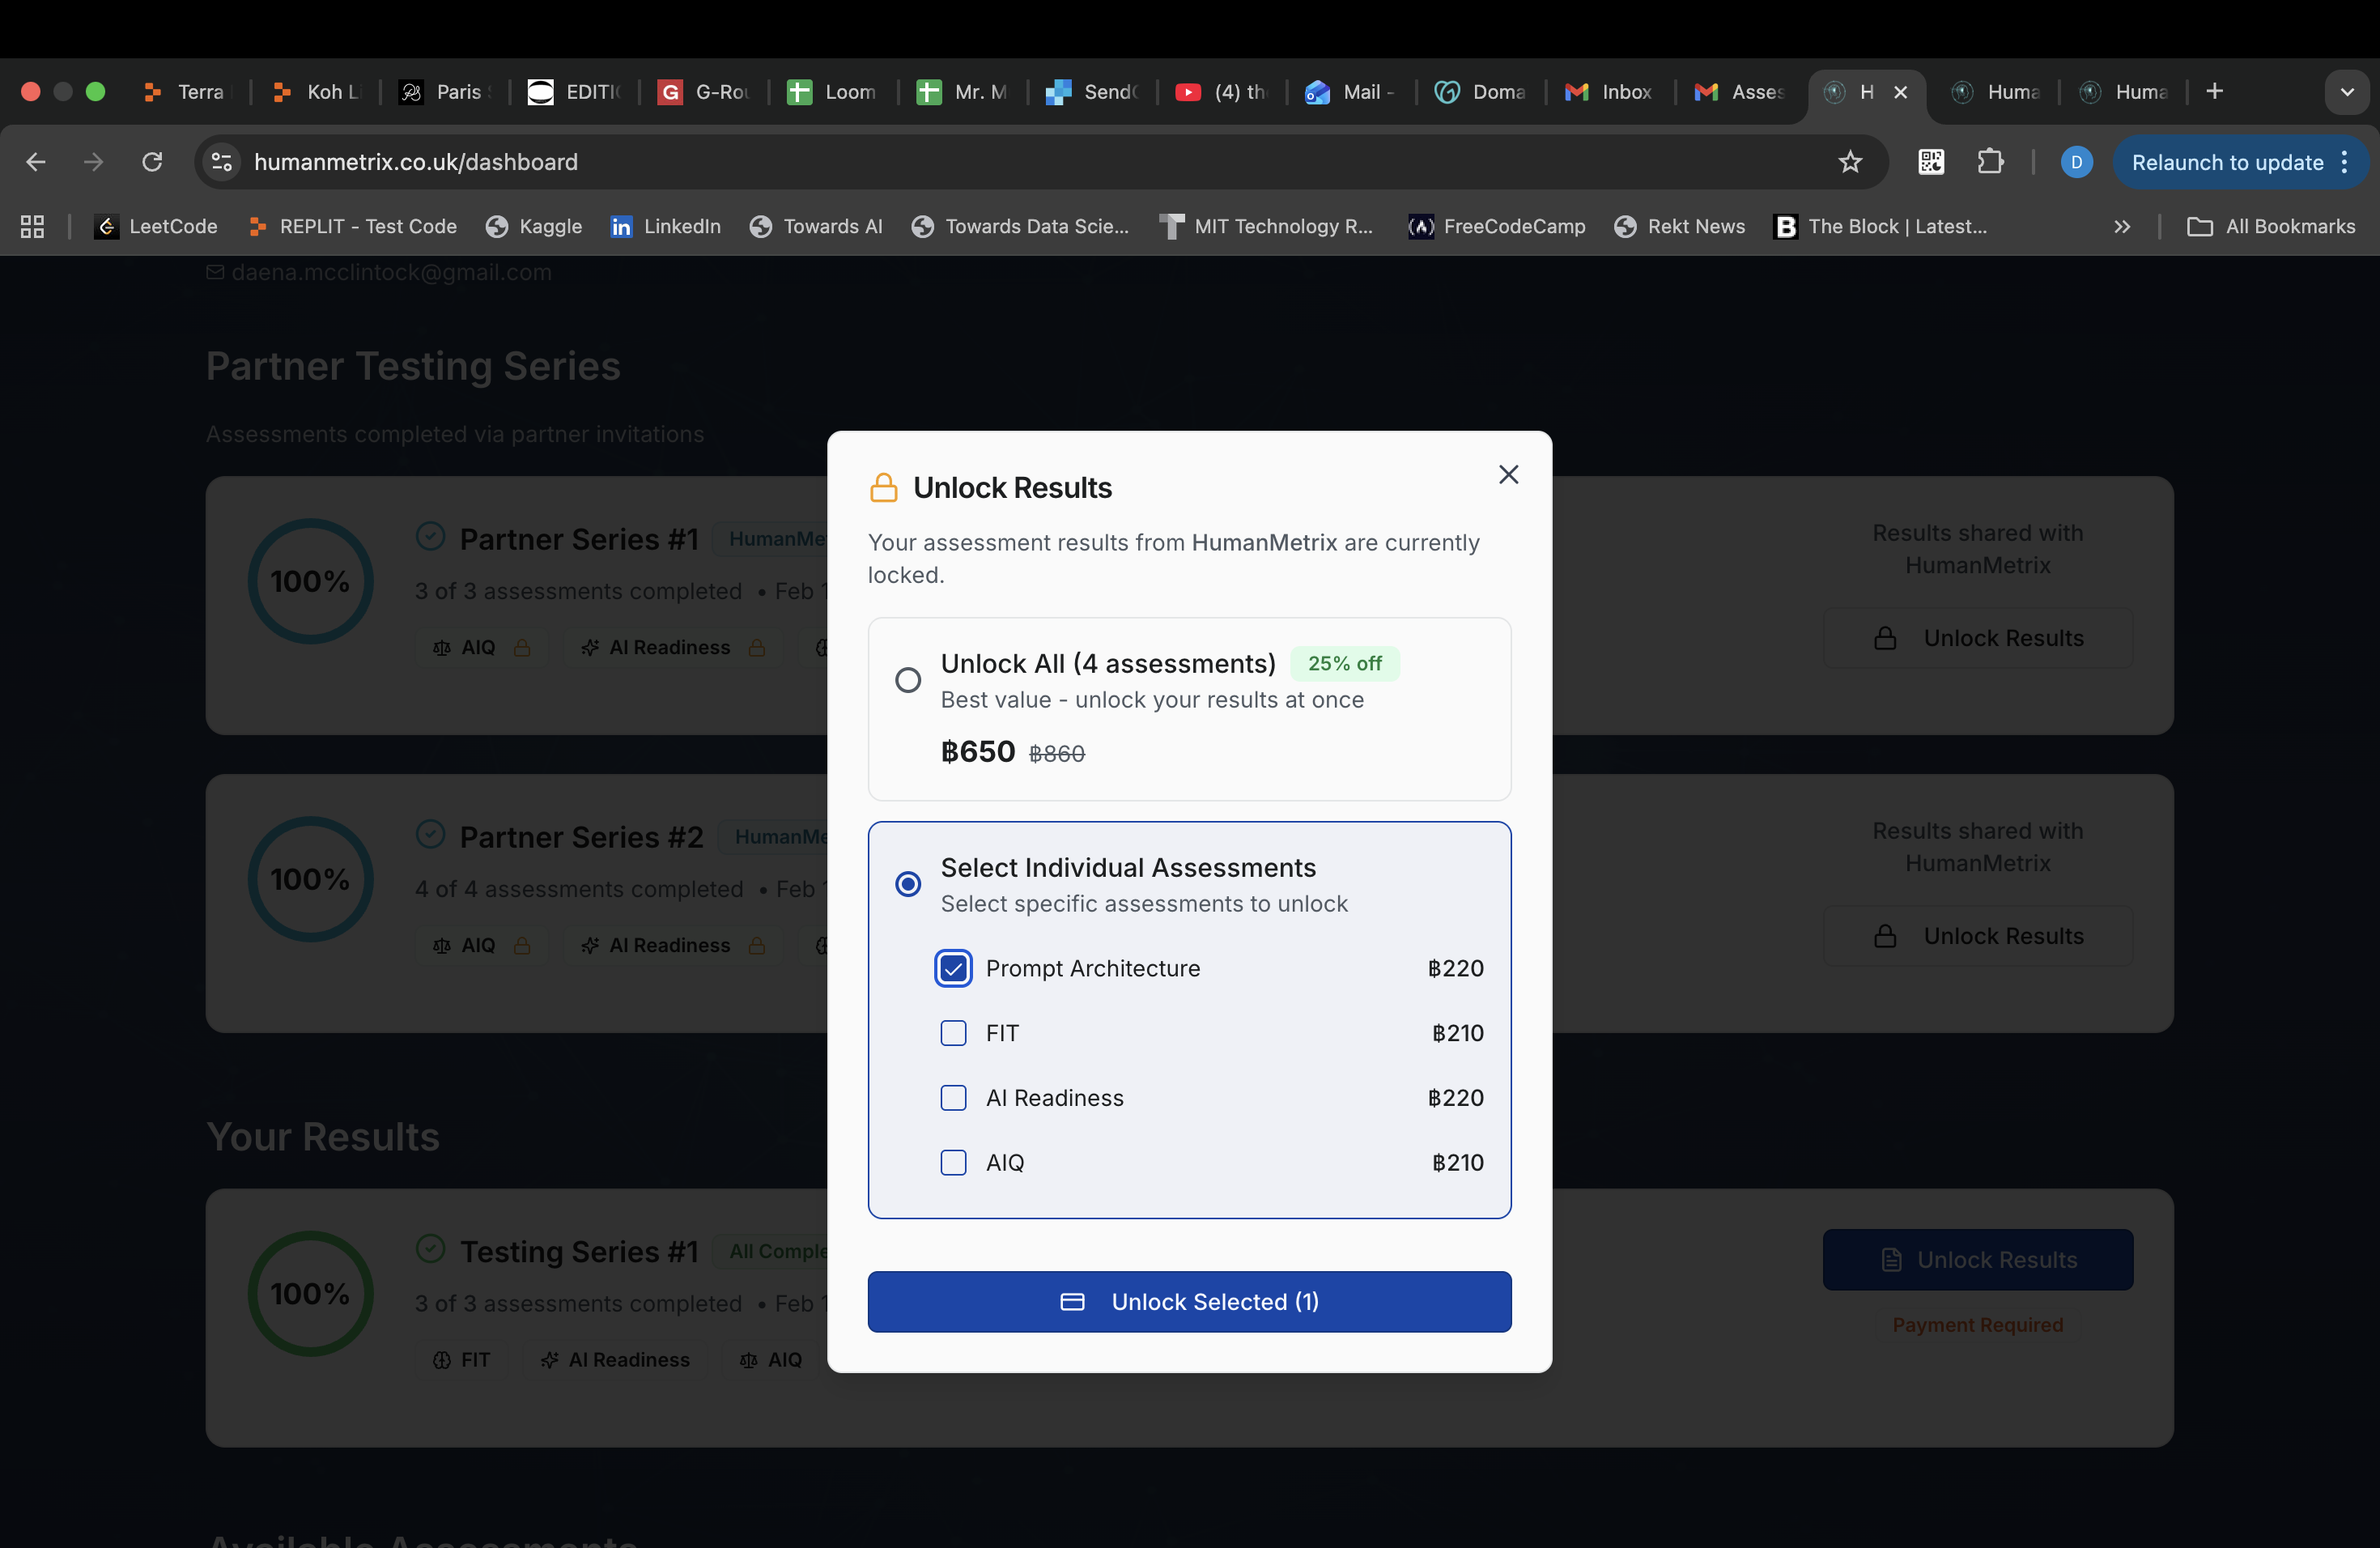 Terra
Koh Li
Paris
EDITI
G-Rou
Loom
Mr. M
Send
(4) th
Mail -
Doma
Inbox
Asses
H
Huma
Huma
humanmetrix.co.uk/dashboard
D
Relaunch to update
LeetCode
REPLIT - Test Code
Kaggle
LinkedIn
Towards AI
Towards Data Scie...
MIT Technology R...
FreeCodeCamp
Rekt News
The Block | Latest...
All Bookmarks
daena.mcclintock@gmail.com
Partner Testing Series
Assessments completed via partner invitations
100%
Partner Series #1
HumanMe
3 of 3 assessments completed • Feb 1
AIQ
AI Readiness
Results shared with
HumanMetrix
Unlock Results
100%
Partner Series #2
HumanMe
4 of 4 assessments completed • Feb 1
AIQ
AI Readiness
Results shared with
HumanMetrix
Unlock Results
Your Results
100%
Testing Series #1
All Comple
3 of 3 assessments completed • Feb 1
FIT
AI Readiness
AIQ
Unlock Results
Payment Required
Unlock Results
Your assessment results from HumanMetrix are currently
locked.
Unlock All (4 assessments) 25% off
Best value - unlock your results at once
฿650 ฿860
Select Individual Assessments
Select specific assessments to unlock
Prompt Architecture ฿220
FIT ฿210
AI Readiness ฿220
AIQ ฿210
Unlock Selected (1)
Available Assessments